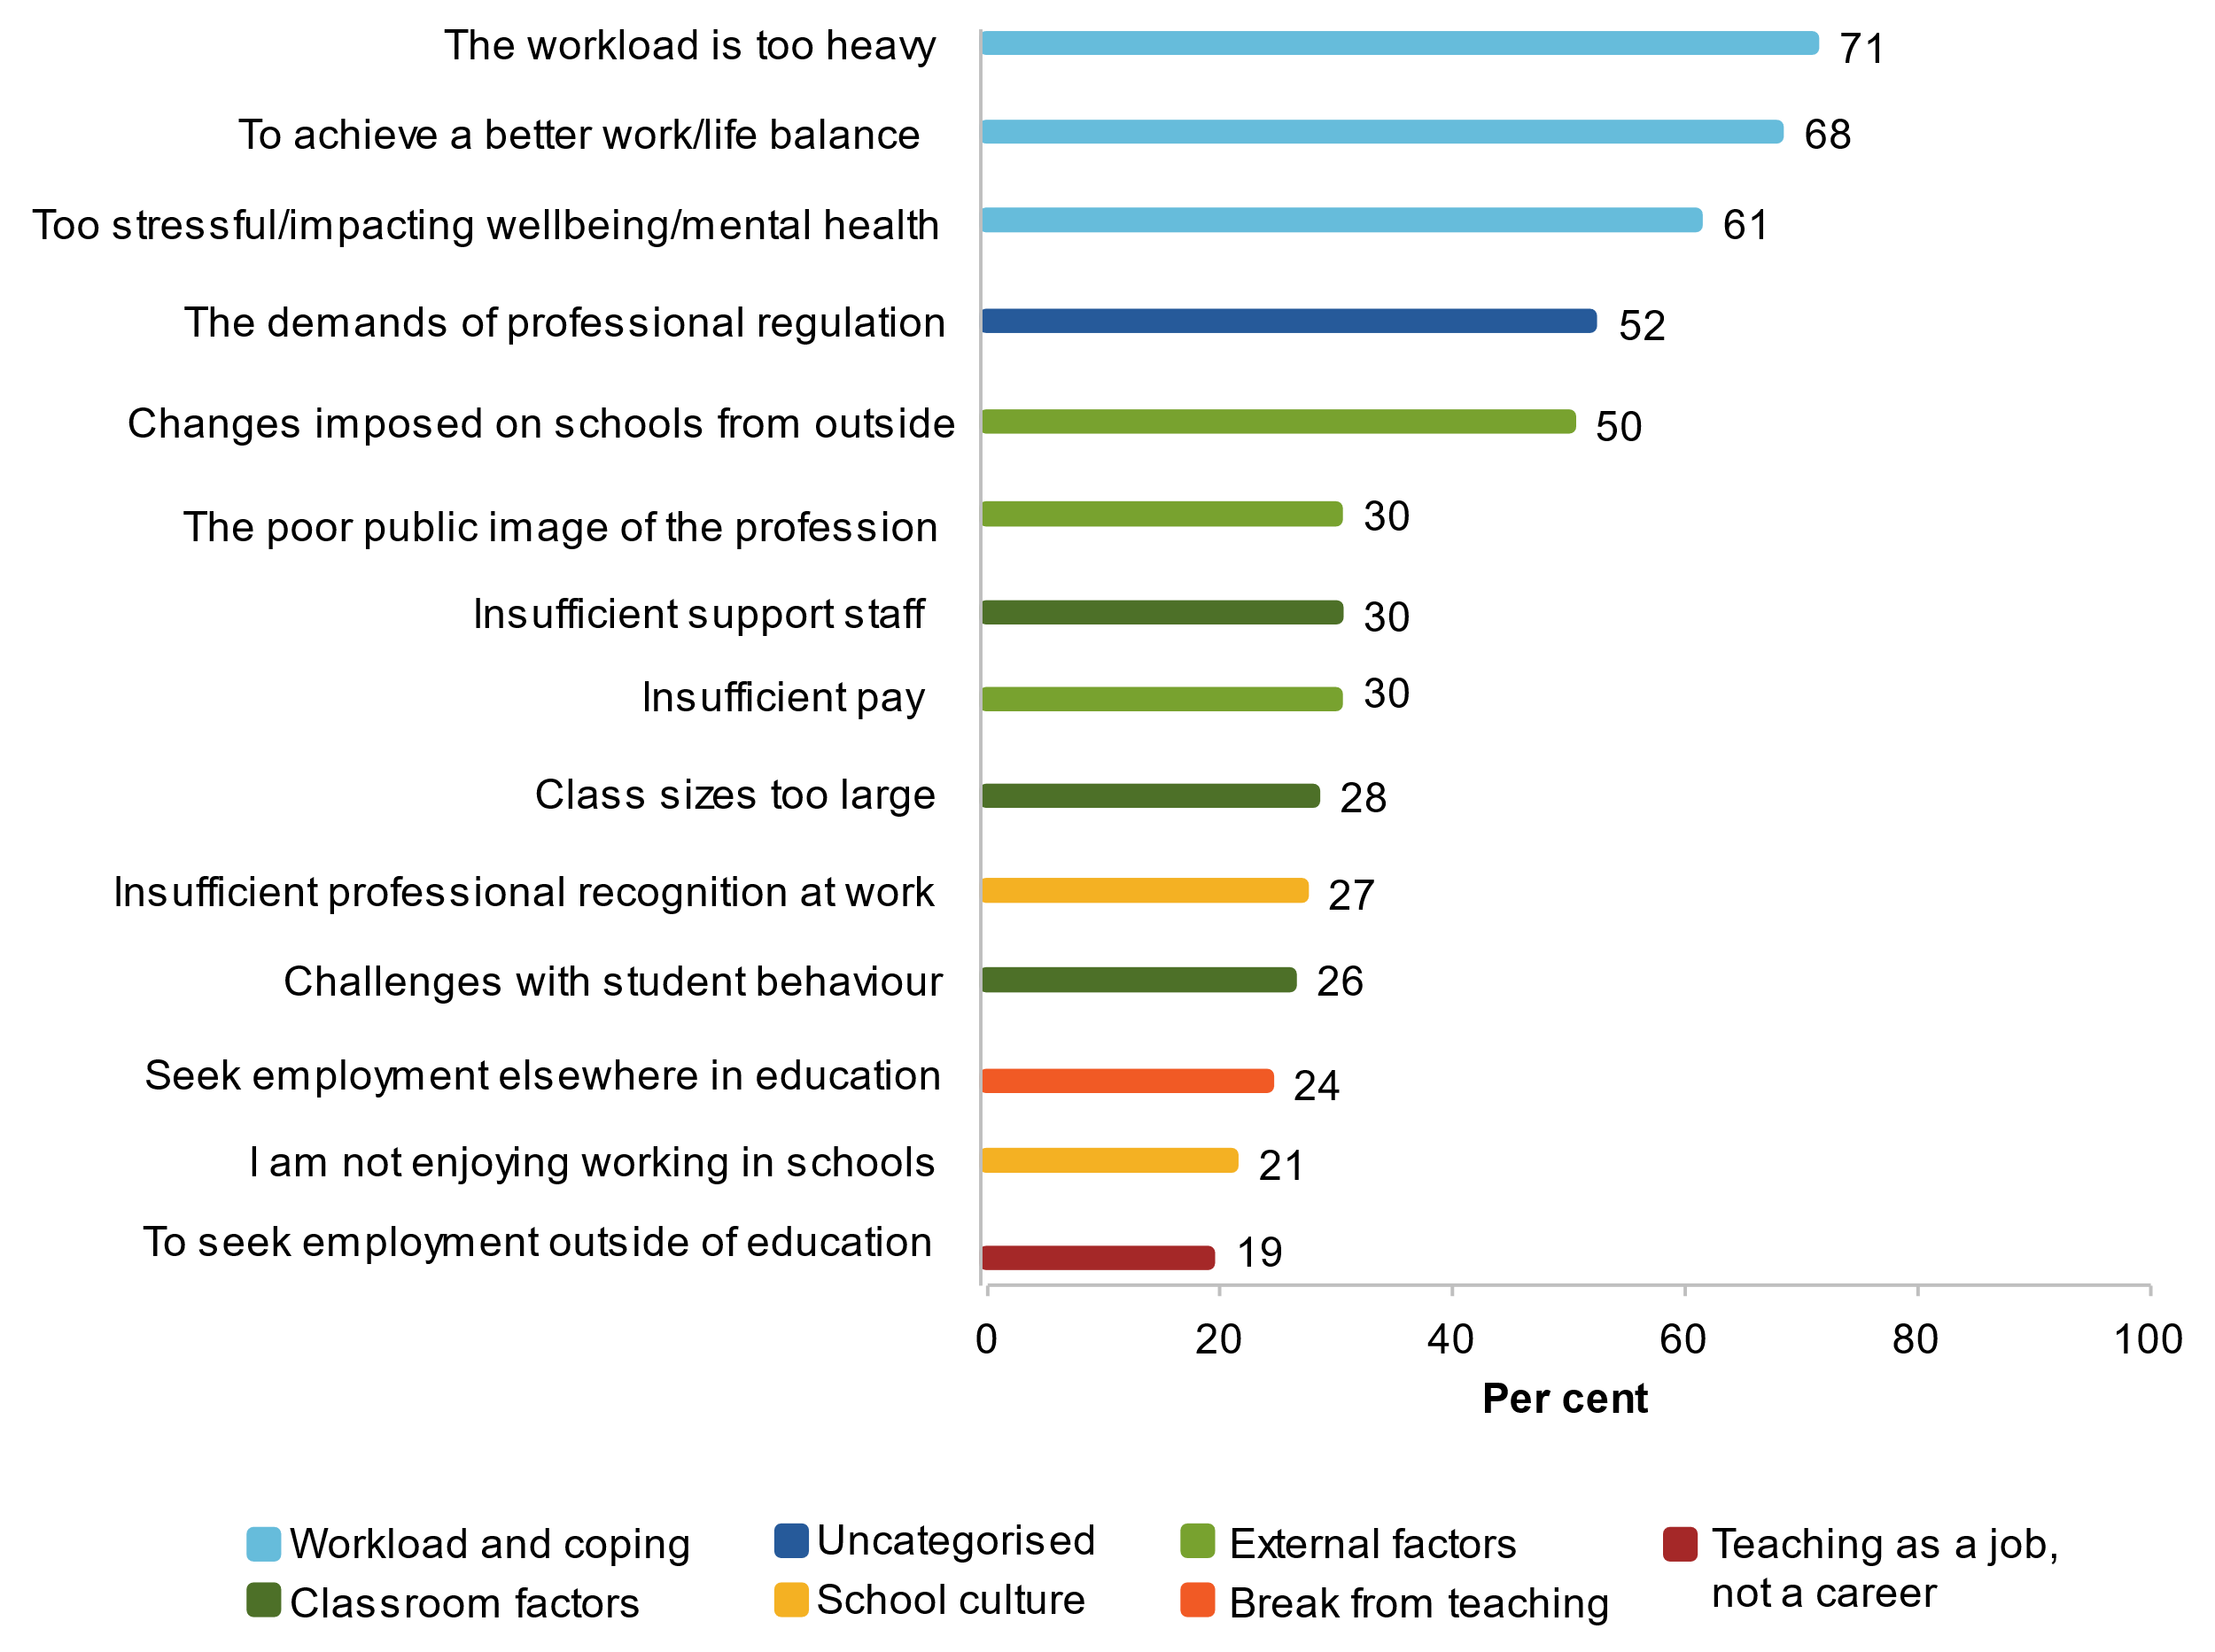 The workload is too heavy 71
To achieve a better work/life balance 68
Too stressful/impacting wellbeing/mental health 61
The demands of professional regulation 52
Changes imposed on schools from outside 50
The poor public image of the profession 30
Insufficient support staff 30
Insufficient pay 30
Class sizes too large 28
Insufficient professional recognition at work 27
Challenges with student behaviour 26
Seek employment elsewhere in education 24
I am not enjoying working in schools 21
To seek employment outside of education 19
0 20 40 60 80 100
Per cent
Workload and coping
Classroom factors
Uncategorised
School culture
External factors
Break from teaching
Teaching as a job,
not a career